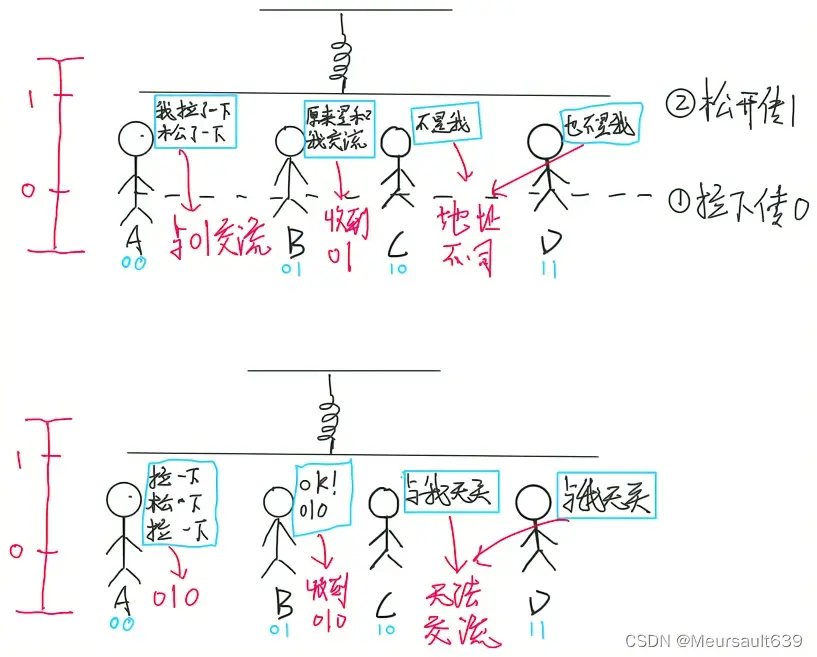 1
0
我拉了一下
松了一下
原来是和
我交流
不是我
也不是我
②松开传1
①拉下传0
A
00
与01交流
B
01
收到
01
C
10
地址
不同
D
11
1
0
拉一下
松一下
拉一下
OK!
010
与我无关
与我无关
A
00
010
B
01
收到
010
C
10
无法
交流
D
11
CSDN @Meursault639